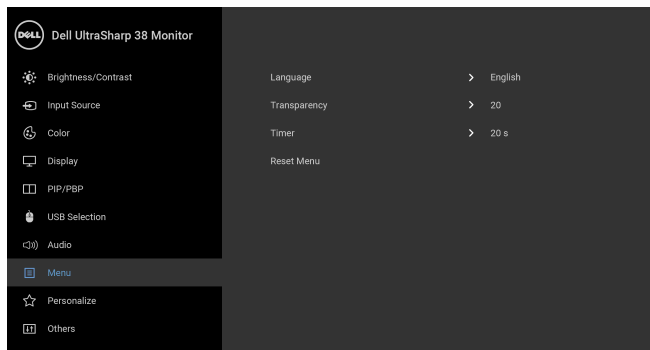 DELL Dell UltraSharp 38 Monitor
Brightness/Contrast
Input Source
Color
Display
PIP/PBP
USB Selection
Audio
Menu
Personalize
Others
Language English
Transparency 20
Timer 20 s
Reset Menu